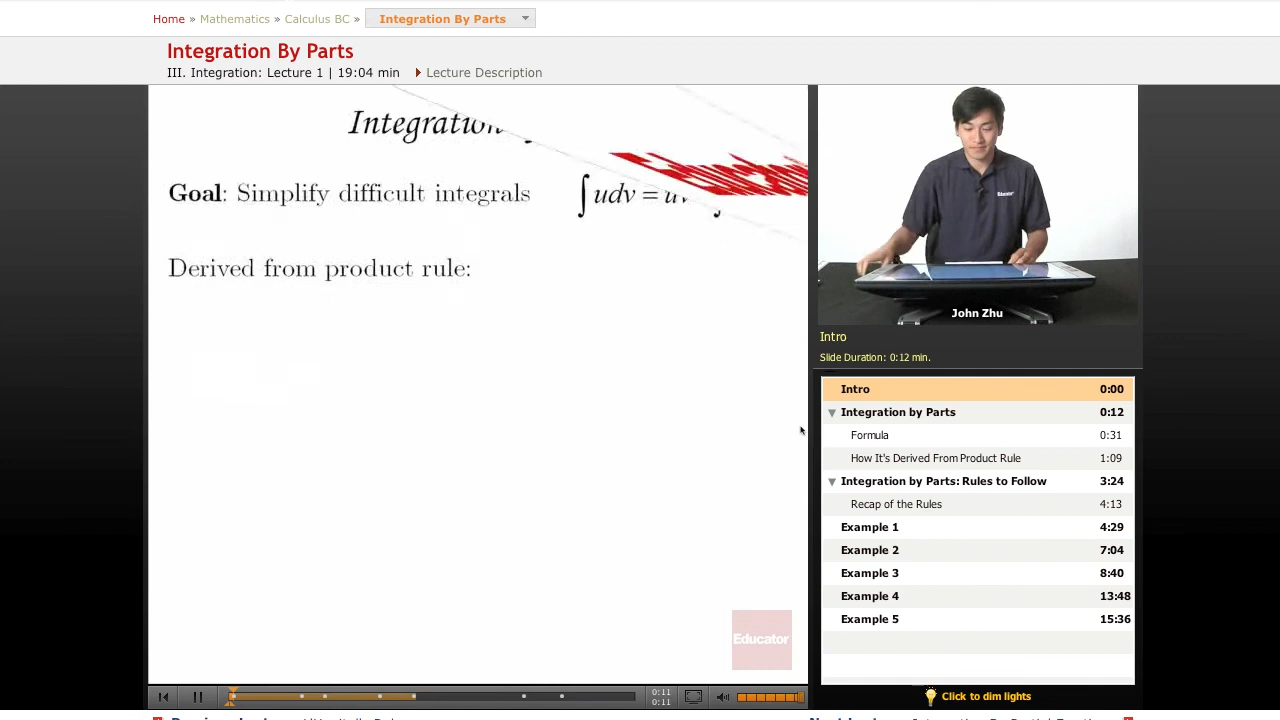 Home » Mathematics » Calculus BC » Integration By Parts
Integration By Parts
III. Integration: Lecture 1 | 19:04 min Lecture Description
Goal: Simplify difficult integrals ∫udv =
Derived from product rule:
Educator
John Zhu
Intro
Slide Duration: 0:12 min.
Intro 0:00
Integration by Parts 0:12
Formula 0:31
How It's Derived From Product Rule 1:09
Integration by Parts: Rules to Follow 3:24
Recap of the Rules 4:13
Example 1 4:29
Example 2 7:04
Example 3 8:40
Example 4 13:48
Example 5 15:36
0:11
0:11
Click to dim lights